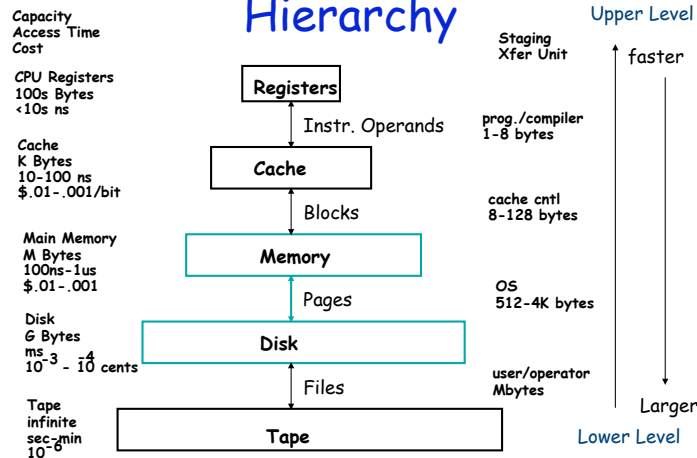 Hierarchy
Capacity
Access Time
Cost
CPU Registers
100s Bytes
<10s ns
Cache
K Bytes
10-100 ns
$.01-.001/bit
Main Memory
M Bytes
100ns-1us
$.01-.001
Disk
G Bytes
ms
10-3 - 10-4 cents
Tape
infinite
sec-min
10-6
Registers
Instr. Operands
Cache
Blocks
Memory
Pages
Disk
Files
Tape
Staging
Xfer Unit
prog./compiler
1-8 bytes
cache cntl
8-128 bytes
OS
512-4K bytes
user/operator
Mbytes
Upper Level
faster
Larger
Lower Level